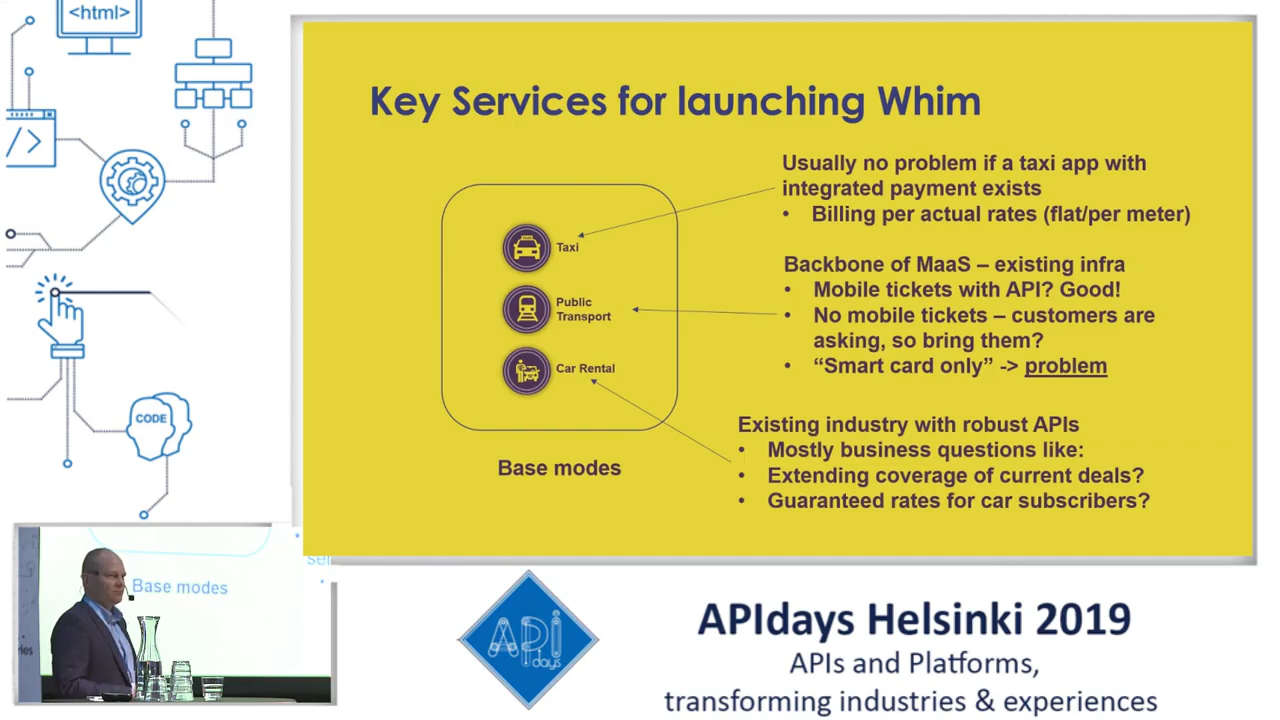 <html>
</>
CODE
Key Services for launching Whim
Usually no problem if a taxi app with
integrated payment exists
• Billing per actual rates (flat/per meter)
TAXI
Taxi
Backbone of MaaS – existing infra
• Mobile tickets with API? Good!
• No mobile tickets – customers are
asking, so bring them?
• “Smart card only” -> problem
Public
Transport
Car Rental
Existing industry with robust APIs
• Mostly business questions like:
• Extending coverage of current deals?
• Guaranteed rates for car subscribers?
Base modes
Base modes
API
days
APIdays Helsinki 2019
APIs and Platforms,
transforming industries & experiences